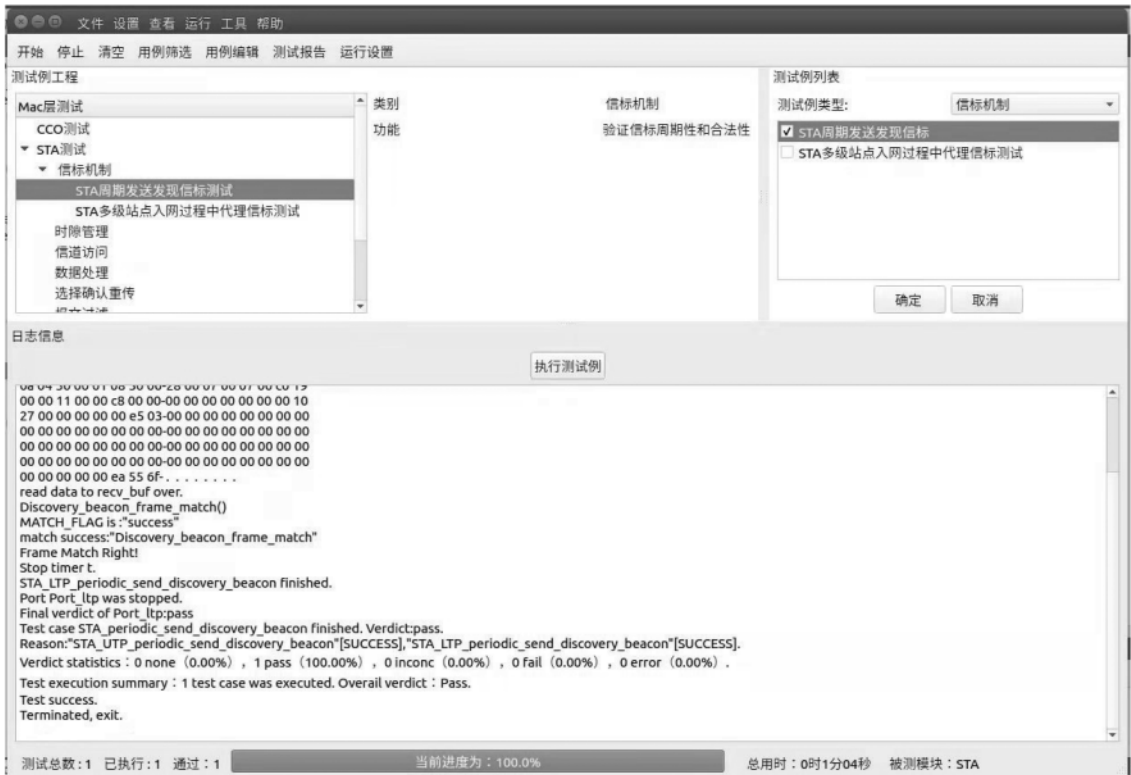 文件 设置 查看 运行 工具 帮助
开始 停止 清空 用例筛选 用例编辑 测试报告 运行设置
测试例工程
Mac层测试
CCO测试
STA测试
信标机制
STA周期发送发现信标测试
STA多级站点入网过程中代理信标测试
时隙管理
信道访问
数据处理
选择确认重传
类别 信标机制
功能 验证信标周期性和合法性
测试例列表
测试例类型: 信标机制
STA周期发送发现信标
STA多级站点入网过程中代理信标测试
确定 取消
日志信息
执行测试例
00 00 11 00 00 c8 00 00-00 00 00 00 00 00 00 10
27 00 00 00 00 00 e5 03-00 00 00 00 00 00 00 00
00 00 00 00 00 00 00 00-00 00 00 00 00 00 00 00
00 00 00 00 00 00 00 00-00 00 00 00 00 00 00 00
00 00 00 00 00 00 00 00-00 00 00 00 00 00 00 00
00 00 00 00 00 ea 55 6f- . . . . . . . .
read data to recv_buf over.
Discovery_beacon_frame_match()
MATCH_FLAG is :"success"
match success:"Discovery_beacon_frame_match"
Frame Match Right!
Stop timer t.
STA_LTP_periodic_send_discovery_beacon finished.
Port Port_ltp was stopped.
Final verdict of Port_ltp:pass
Test case STA_periodic_send_discovery_beacon finished. Verdict:pass.
Reason:"STA_UTP_periodic_send_discovery_beacon"[SUCCESS],"STA_LTP_periodic_send_discovery_beacon"[SUCCESS].
Verdict statistics：0 none（0.00%），1 pass（100.00%），0 inconc（0.00%），0 fail（0.00%），0 error（0.00%）.
Test execution summary：1 test case was executed. Overail verdict：Pass.
Test success.
Terminated, exit.
测试总数:1 已执行:1 通过：1 当前进度为：100.0% 总用时：0时1分04秒 被测模块：STA